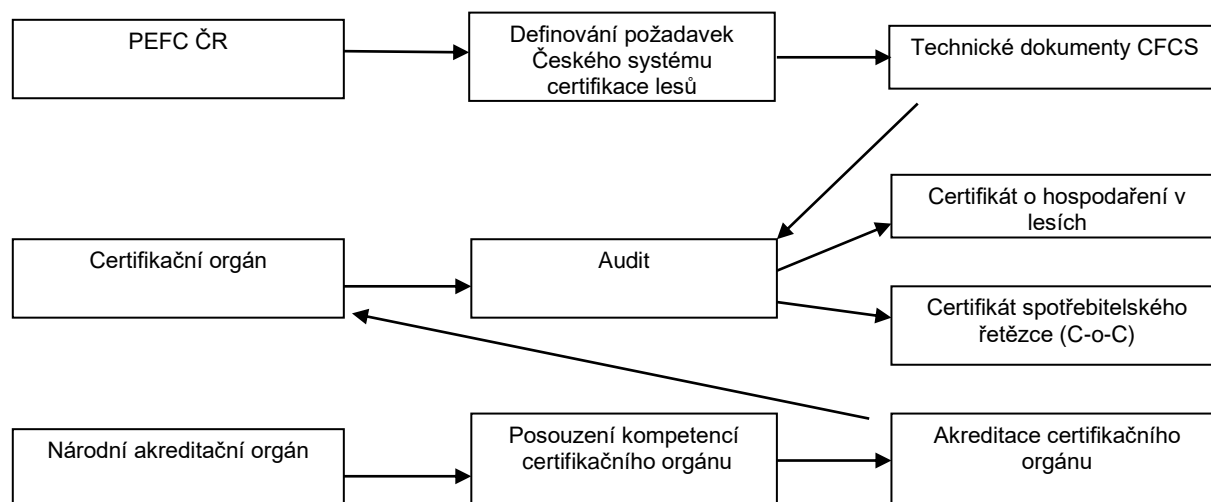 PEFC ČR
Definování požadavek
Českého systému
certifikace lesů
Technické dokumenty CFCS
Certifikát o hospodaření v
lesích
Certifikační orgán
Audit
Certifikát spotřebitelského
řetězce (C-o-C)
Národní akreditační orgán
Posouzení kompetencí
certifikačního orgánu
Akreditace certifikačního
orgánu